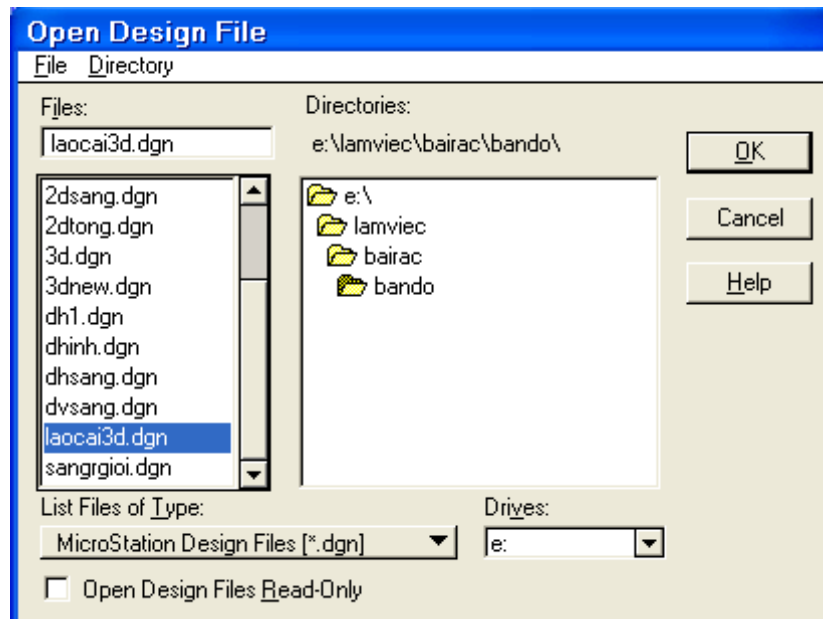 Open Design File
File Directory
Files:
laocai3d.dgn
2dsang.dgn
2dtong.dgn
3d.dgn
3dnew.dgn
dh1.dgn
dhinh.dgn
dhsang.dgn
dvsang.dgn
laocai3d.dgn
sangrgioi.dgn
Directories:
e:\lamviec\bairac\bando\
e:\
lamviec
bairac
bando
OK
Cancel
Help
List Files of Type:
MicroStation Design Files [*.dgn]
Drives:
e:
Open Design Files Read-Only